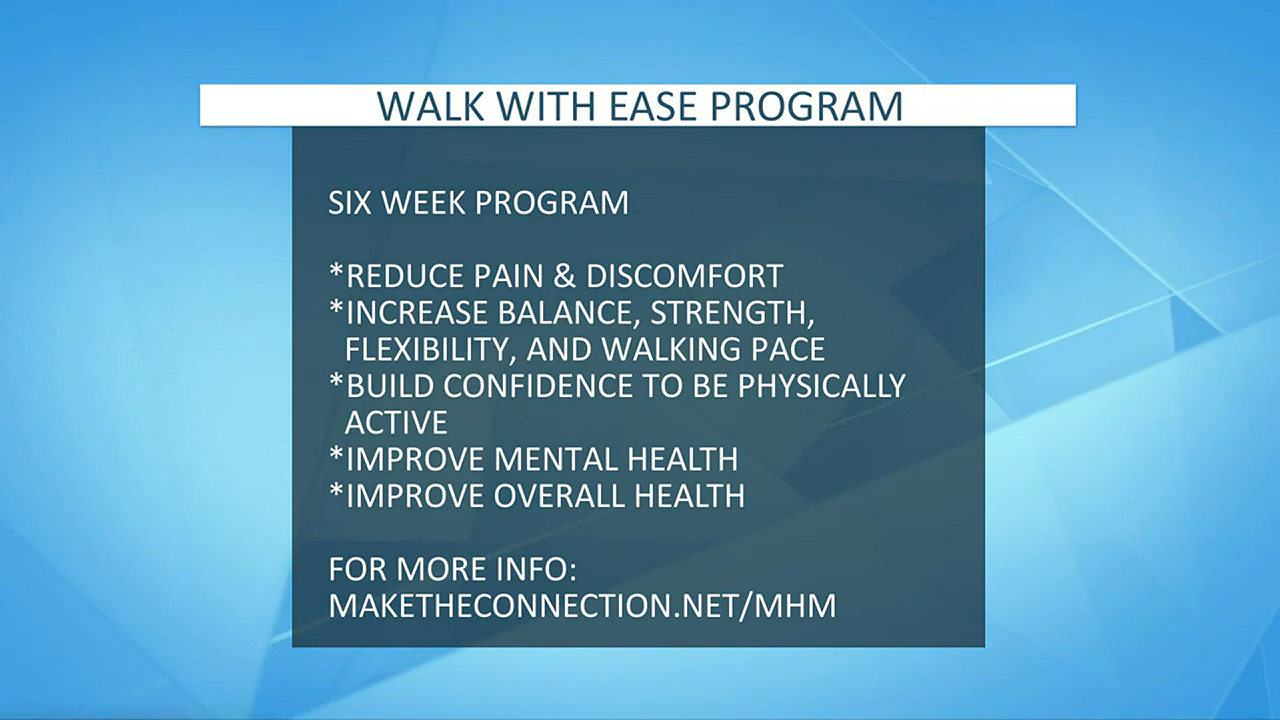 WALK WITH EASE PROGRAM
SIX WEEK PROGRAM
*REDUCE PAIN & DISCOMFORT
*INCREASE BALANCE, STRENGTH,
FLEXIBILITY, AND WALKING PACE
*BUILD CONFIDENCE TO BE PHYSICALLY
ACTIVE
*IMPROVE MENTAL HEALTH
*IMPROVE OVERALL HEALTH
FOR MORE INFO:
MAKETHECONNECTION.NET/MHM